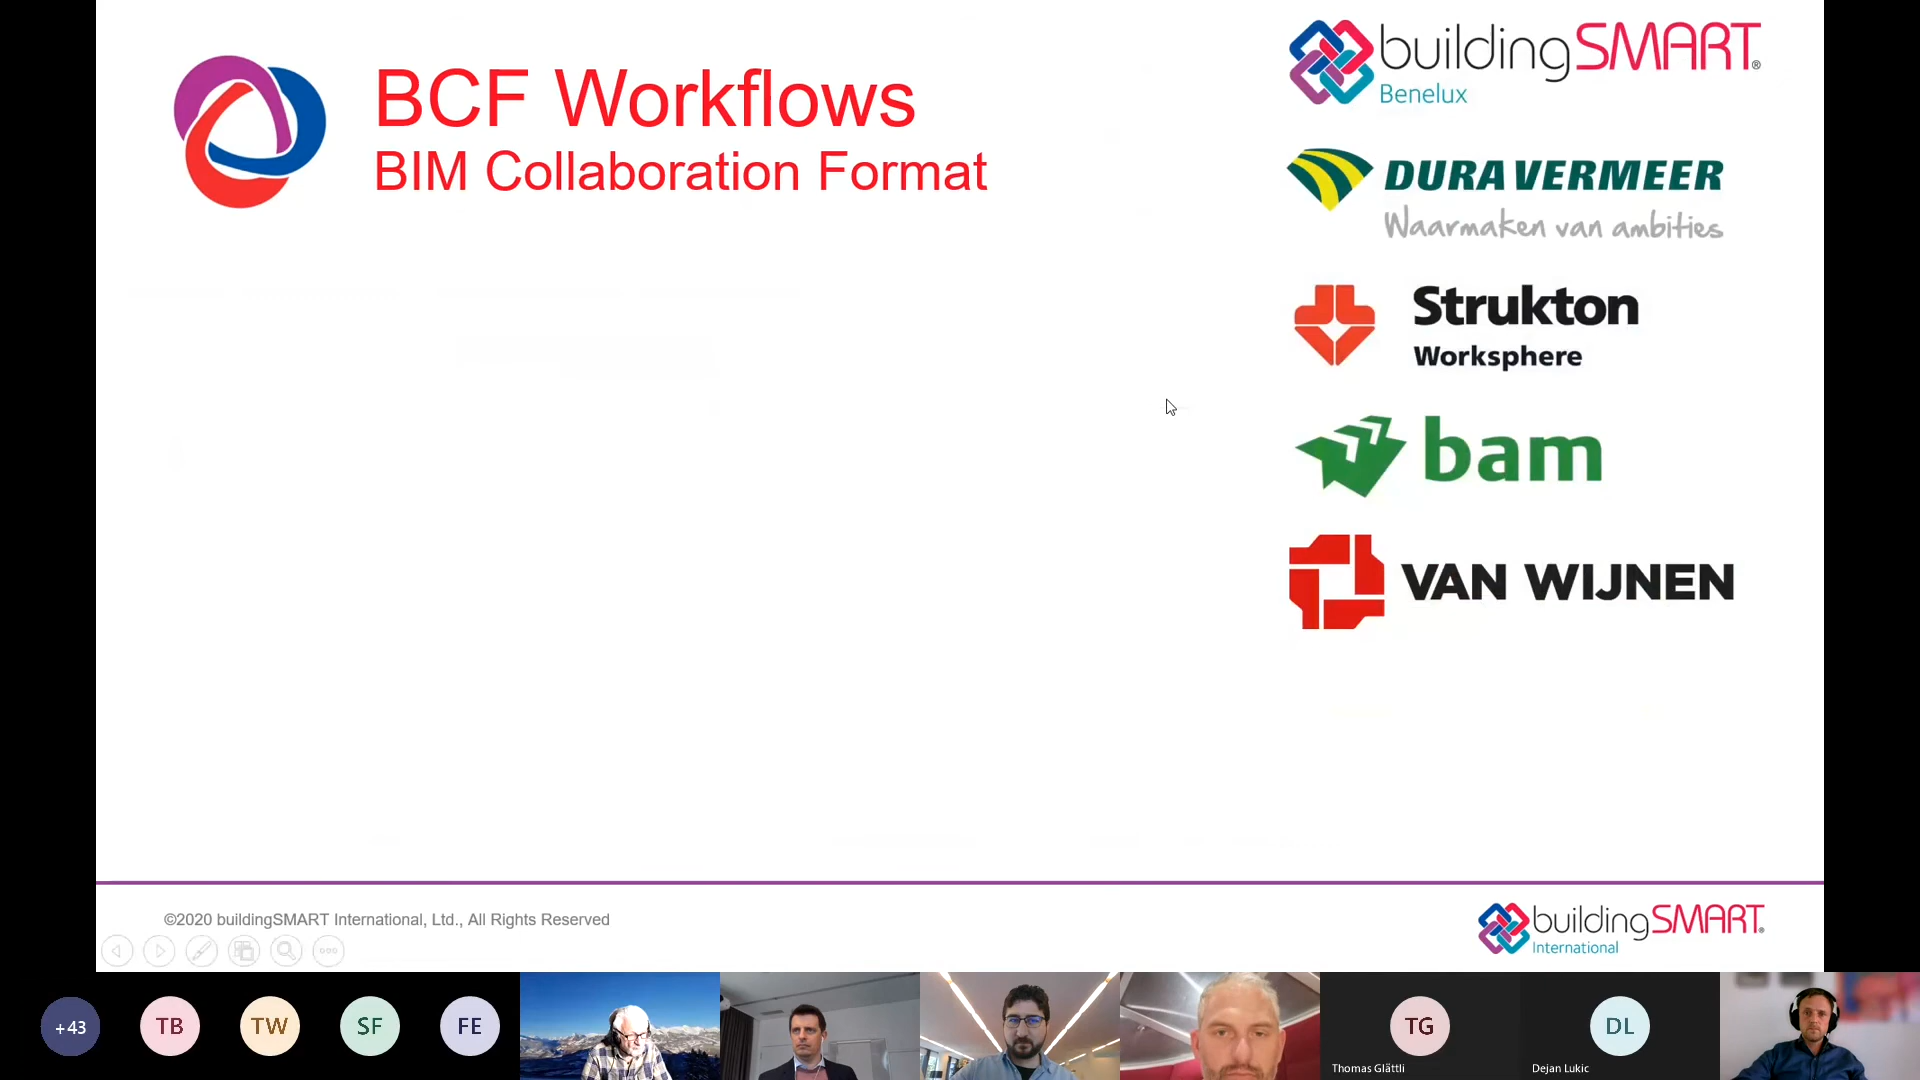 BCF Workflows
BIM Collaboration Format
buildingSMART®
Benelux
DURA VERMEER
Waarmaken van ambities
Strukton
Worksphere
bam
VAN WIJNEN
©2020 buildingSMART International, Ltd., All Rights Reserved
buildingSMART®
International
+43
TB
TW
SF
FE
TG
Thomas Glättli
DL
Dejan Lukic